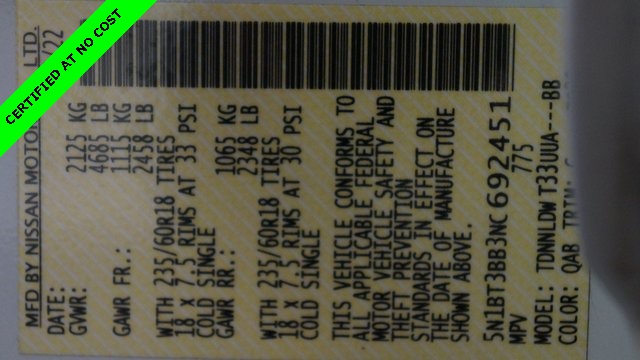 CERTIFIED AT NO COST
MFD BY NISSAN MOTOR LTD.
DATE: /22
GVWR: 2125 KG
4685 LB
GAWR FR.: 1115 KG
2458 LB
WITH 235/60R18 TIRES
18 X 7.5 RIMS AT 33 PSI
COLD SINGLE
GAWR RR.: 1065 KG
2348 LB
WITH 235/60R18 TIRES
18 X 7.5 RIMS AT 30 PSI
COLD SINGLE
THIS VEHICLE CONFORMS TO
ALL APPLICABLE FEDERAL
MOTOR VEHICLE SAFETY AND
THEFT PREVENTION
STANDARDS IN EFFECT ON
THE DATE OF MANUFACTURE
SHOWN ABOVE.
5N1BT3BB3NC692451
MPV 775
MODEL: TDNNLDW T33UUA---BB
COLOR: QAB TRIM: